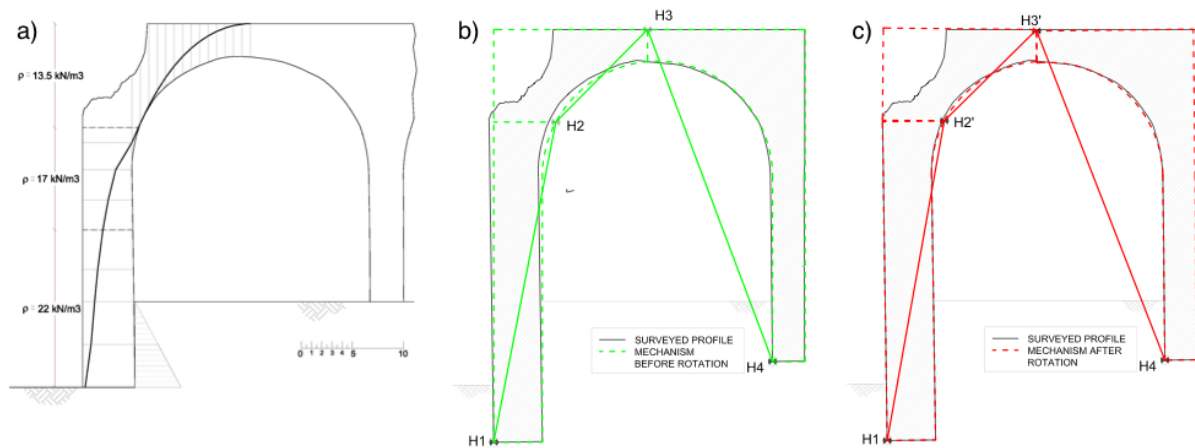 a)
ρ = 13.5 kN/m3
ρ = 17 kN/m3
ρ = 22 kN/m3
0 1 2 3 4 5 10
b)
H3
H2
SURVEYED PROFILE
MECHANISM
BEFORE ROTATION
H4
H1
c)
H3'
H2'
SURVEYED PROFILE
MECHANISM AFTER
ROTATION
H4
H1